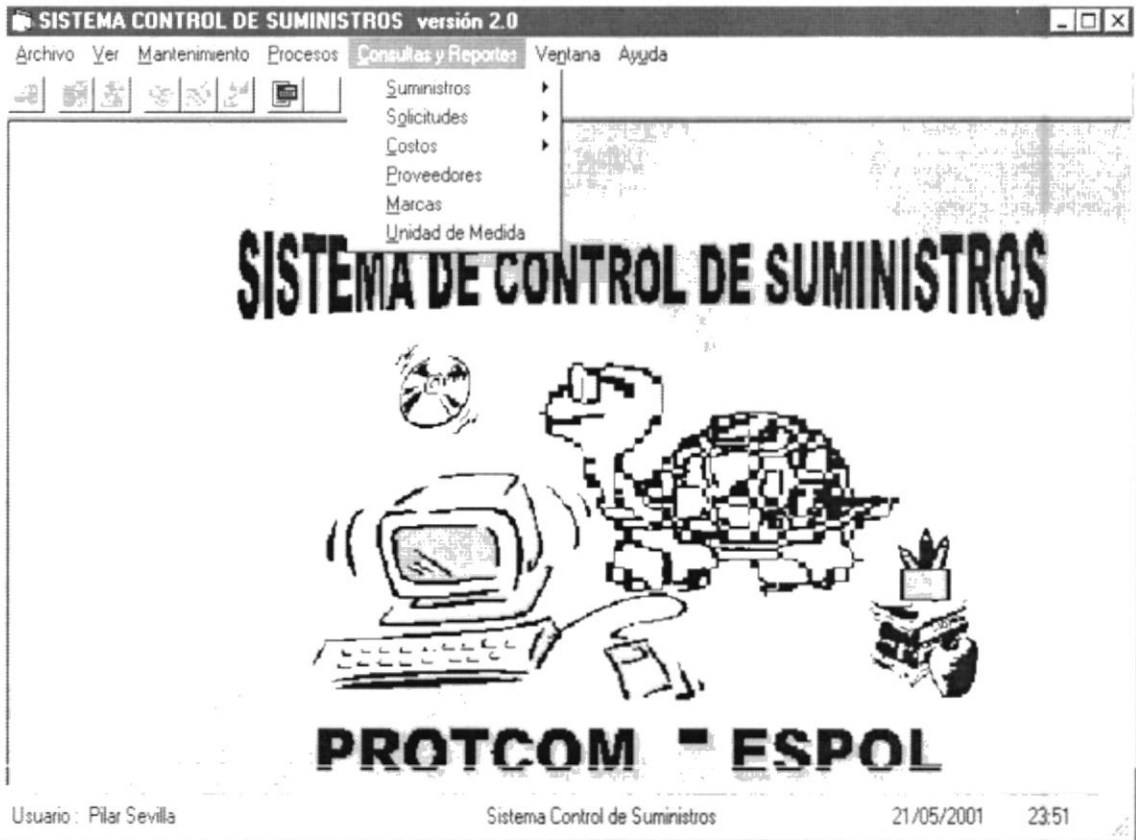 SISTEMA CONTROL DE SUMINISTROS versión 2.0
Archivo Ver Mantenimiento Procesos Consultas y Reportes Ventana Ayuda
Suministros
Solicitudes
Costos
Proveedores
Marcas
Unidad de Medida
SISTEMA DE CONTROL DE SUMINISTROS
PROTCOM - ESPOL
Usuario : Pilar Sevilla Sistema Control de Suministros 21/05/2001 23:51